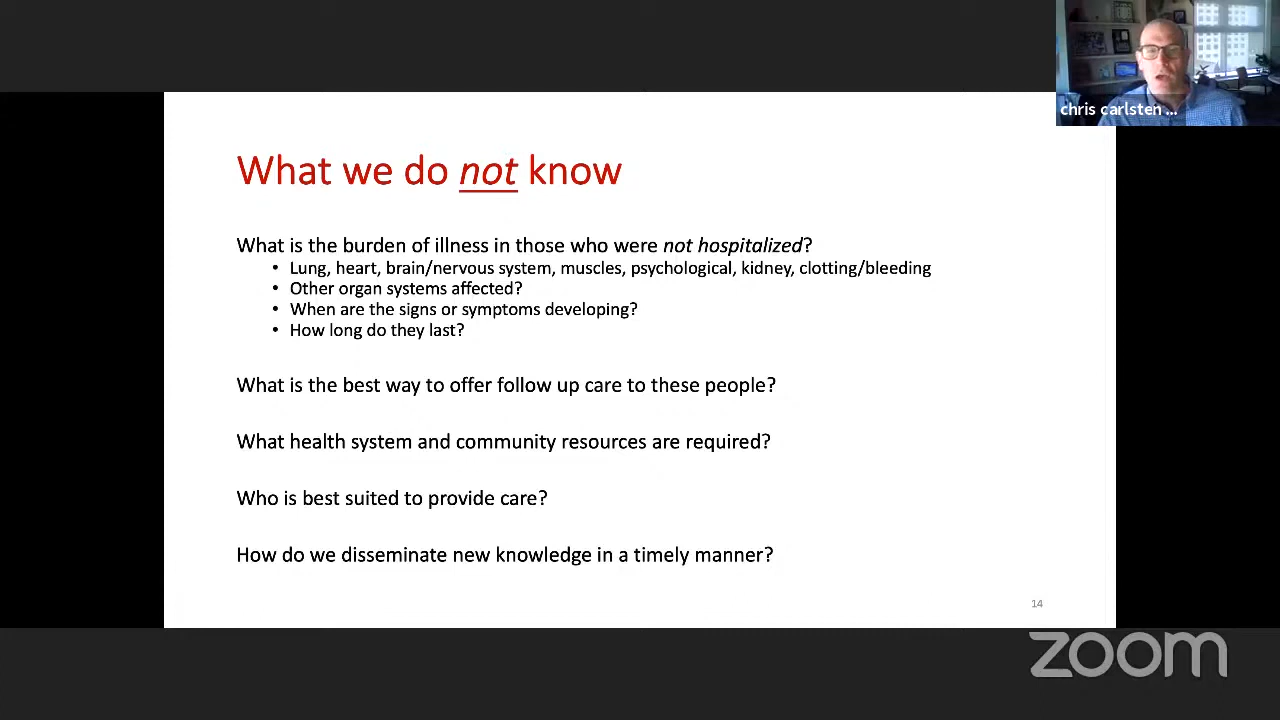 chris carlsten ...
What we do not know
What is the burden of illness in those who were not hospitalized?
• Lung, heart, brain/nervous system, muscles, psychological, kidney, clotting/bleeding
• Other organ systems affected?
• When are the signs or symptoms developing?
• How long do they last?
What is the best way to offer follow up care to these people?
What health system and community resources are required?
Who is best suited to provide care?
How do we disseminate new knowledge in a timely manner?
14
zoom